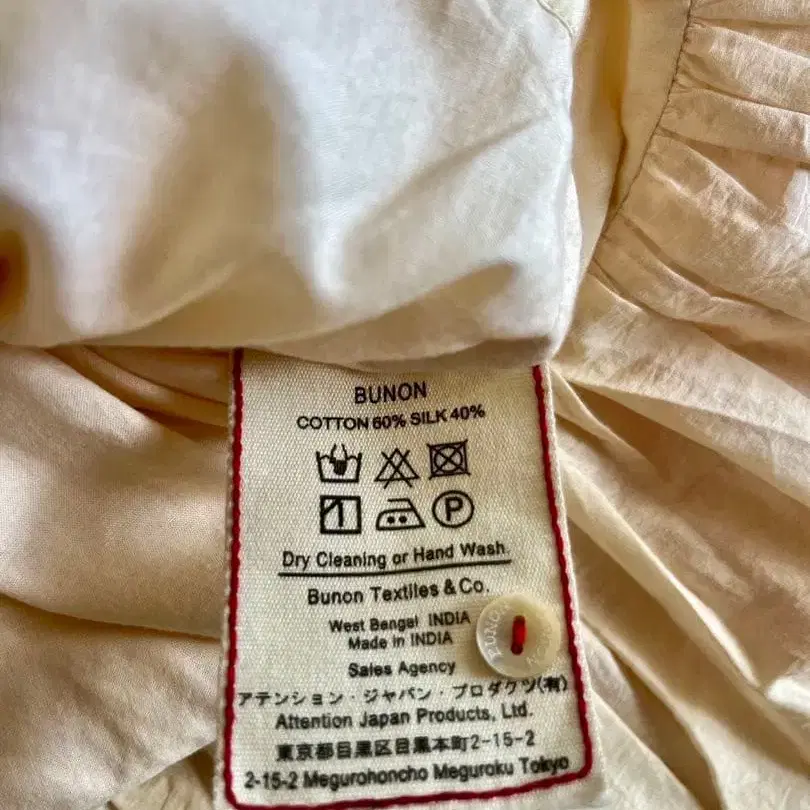 BUNON
COTTON 60% SILK 40%
P
Dry Cleaning or Hand Wash.
Bunon Textiles & Co.
West Bengal INDIA
Made in INDIA
BUNON
Sales Agency
アテンション・ジャパン・プロダクツ(有)
Attention Japan Products, Ltd.
東京都目黒区目黒本町2-15-2
2-15-2 Megurohoncho Meguroku Tokyo